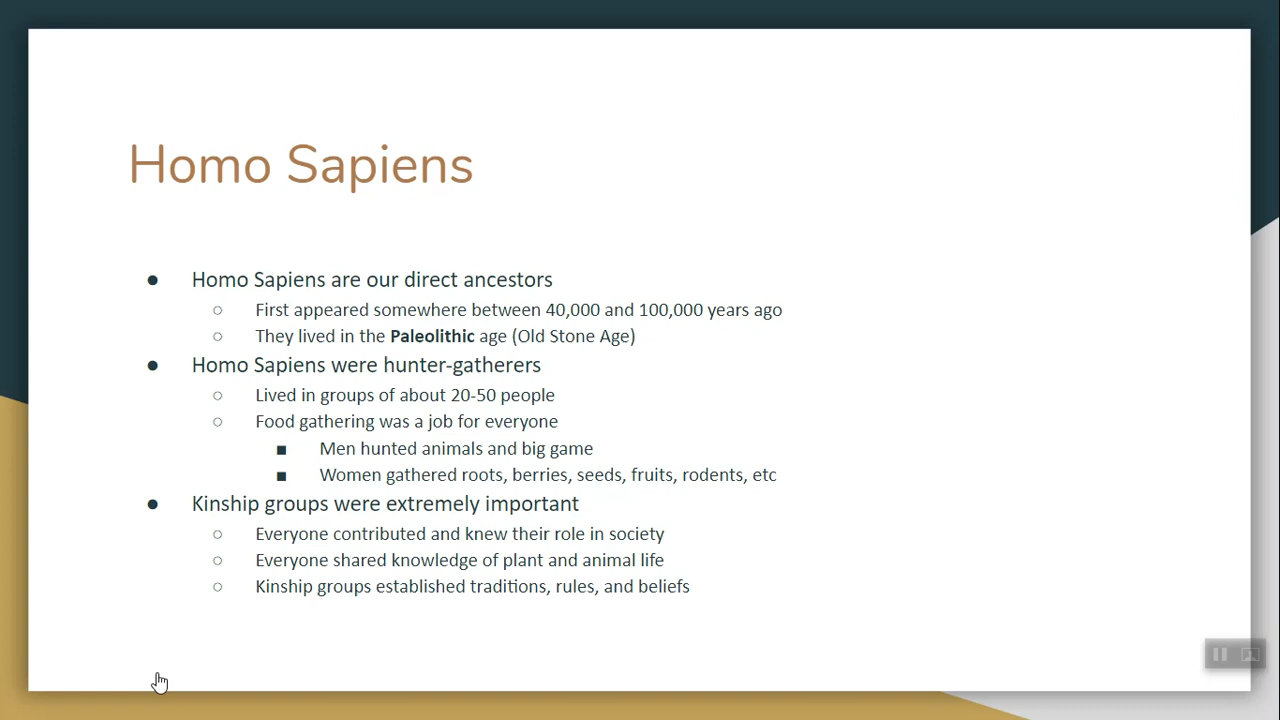 Homo Sapiens
● Homo Sapiens are our direct ancestors
○ First appeared somewhere between 40,000 and 100,000 years ago
○ They lived in the Paleolithic age (Old Stone Age)
● Homo Sapiens were hunter-gatherers
○ Lived in groups of about 20-50 people
○ Food gathering was a job for everyone
■ Men hunted animals and big game
■ Women gathered roots, berries, seeds, fruits, rodents, etc
● Kinship groups were extremely important
○ Everyone contributed and knew their role in society
○ Everyone shared knowledge of plant and animal life
○ Kinship groups established traditions, rules, and beliefs